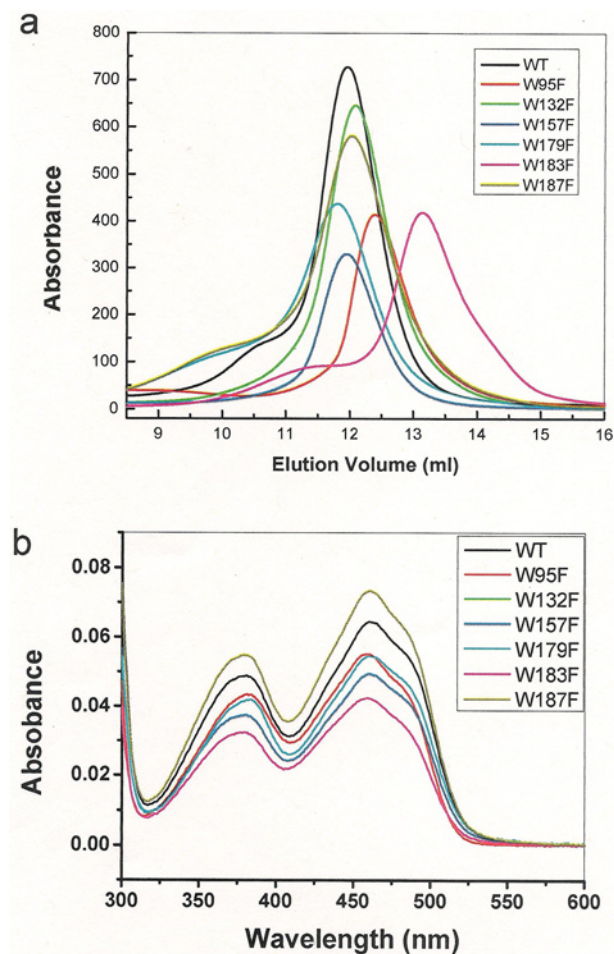 a
800
700
600
500
400
300
200
100
0
Absorbance
WT
W95F
W132F
W157F
W179F
W183F
W187F
9 10 11 12 13 14 15 16
Elution Volume (ml)
b
0.08
0.06
0.04
0.02
0.00
Absobance
WT
W95F
W132F
W157F
W179F
W183F
W187F
300 350 400 450 500 550 600
Wavelength (nm)